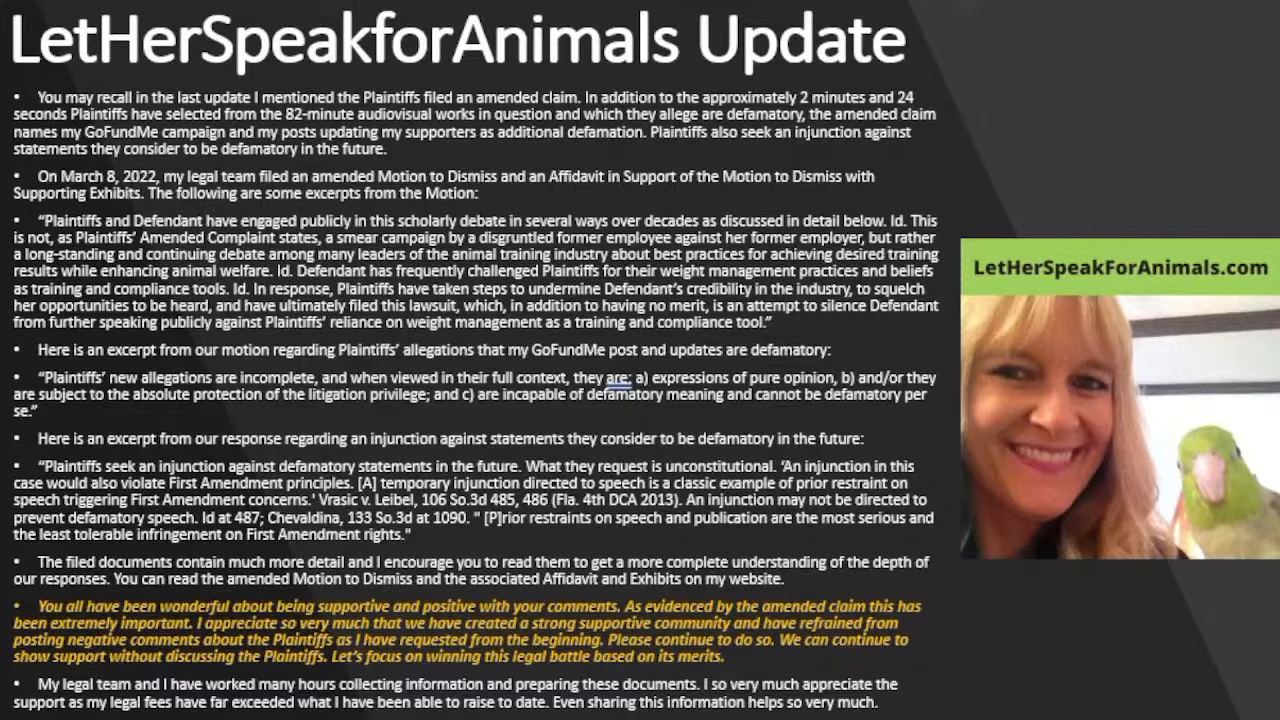 LetHerSpeakforAnimals Update
• You may recall in the last update I mentioned the Plaintiffs filed an amended claim. In addition to the approximately 2 minutes and 24
seconds Plaintiffs have selected from the 82-minute audiovisual works in question and which they allege are defamatory, the amended claim
names my GoFundMe campaign and my posts updating my supporters as additional defamation. Plaintiffs also seek an injunction against
statements they consider to be defamatory in the future.
• On March 8, 2022, my legal team filed an amended Motion to Dismiss and an Affidavit in Support of the Motion to Dismiss with
Supporting Exhibits. The following are some excerpts from the Motion:
• “Plaintiffs and Defendant have engaged publicly in this scholarly debate in several ways over decades as discussed in detail below. Id. This
is not, as Plaintiffs’ Amended Complaint states, a smear campaign by a disgruntled former employee against her former employer, but rather
a long-standing and continuing debate among many leaders of the animal training industry about best practices for achieving desired training
results while enhancing animal welfare. Id. Defendant has frequently challenged Plaintiffs for their weight management practices and beliefs
as training and compliance tools. Id. In response, Plaintiffs have taken steps to undermine Defendant’s credibility in the industry, to squelch
her opportunities to be heard, and have ultimately filed this lawsuit, which, in addition to having no merit, is an attempt to silence Defendant
from further speaking publicly against Plaintiffs’ reliance on weight management as a training and compliance tool.”
• Here is an excerpt from our motion regarding Plaintiffs’ allegations that my GoFundMe post and updates are defamatory:
• “Plaintiffs’ new allegations are incomplete, and when viewed in their full context, they are: a) expressions of pure opinion, b) and/or they
are subject to the absolute protection of the litigation privilege; and c) are incapable of defamatory meaning and cannot be defamatory per
se.”
• Here is an excerpt from our response regarding an injunction against statements they consider to be defamatory in the future:
• “Plaintiffs seek an injunction against defamatory statements in the future. What they request is unconstitutional. ‘An injunction in this
case would also violate First Amendment principles. [A] temporary injunction directed to speech is a classic example of prior restraint on
speech triggering First Amendment concerns.' Vrasic v. Leibel, 106 So.3d 485, 486 (Fla. 4th DCA 2013). An injunction may not be directed to
prevent defamatory speech. Id at 487; Chevaldina, 133 So.3d at 1090. " [P]rior restraints on speech and publication are the most serious and
the least tolerable infringement on First Amendment rights."
• The filed documents contain much more detail and I encourage you to read them to get a more complete understanding of the depth of
our responses. You can read the amended Motion to Dismiss and the associated Affidavit and Exhibits on my website.
• You all have been wonderful about being supportive and positive with your comments. As evidenced by the amended claim this has
been extremely important. I appreciate so very much that we have created a strong supportive community and have refrained from
posting negative comments about the Plaintiffs as I have requested from the beginning. Please continue to do so. We can continue to
show support without discussing the Plaintiffs. Let’s focus on winning this legal battle based on its merits.
• My legal team and I have worked many hours collecting information and preparing these documents. I so very much appreciate the
support as my legal fees have far exceeded what I have been able to raise to date. Even sharing this information helps so very much.
LetHerSpeakForAnimals.com